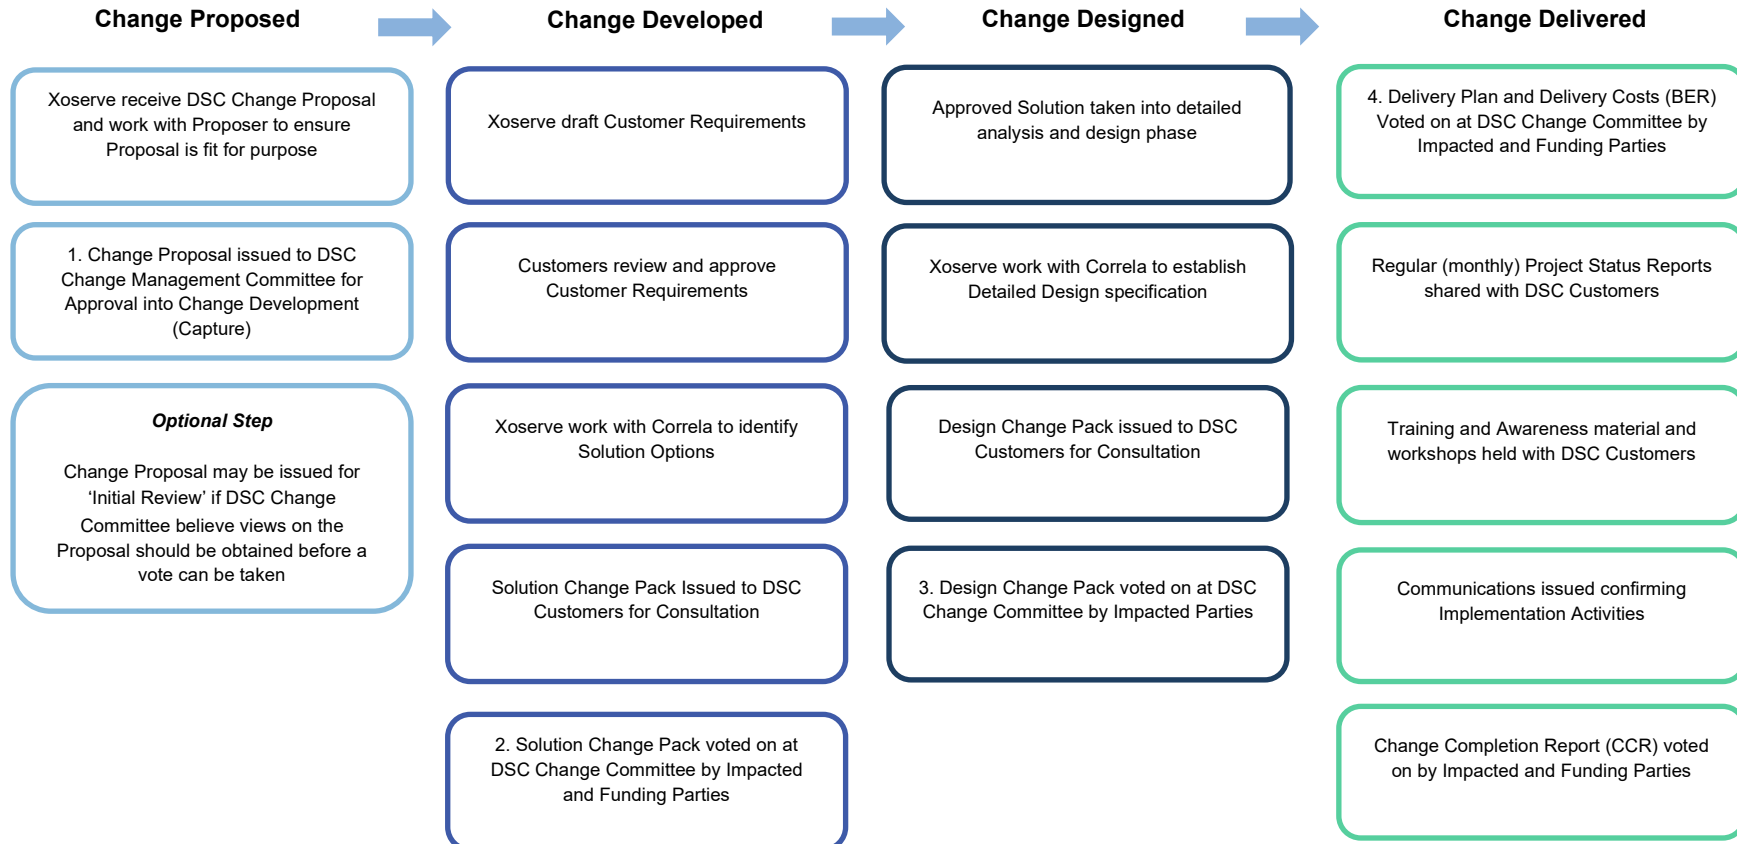 Change Proposed
Change Developed
Change Designed
Change Delivered
Xoserve receive DSC Change Proposal
and work with Proposer to ensure
Proposal is fit for purpose
1. Change Proposal issued to DSC
Change Management Committee for
Approval into Change Development
(Capture)
Optional Step
Change Proposal may be issued for
‘Initial Review’ if DSC Change
Committee believe views on the
Proposal should be obtained before a
vote can be taken
Xoserve draft Customer Requirements
Customers review and approve
Customer Requirements
Xoserve work with Correla to identify
Solution Options
Solution Change Pack Issued to DSC
Customers for Consultation
2. Solution Change Pack voted on at
DSC Change Committee by Impacted
and Funding Parties
Approved Solution taken into detailed
analysis and design phase
Xoserve work with Correla to establish
Detailed Design specification
Design Change Pack issued to DSC
Customers for Consultation
3. Design Change Pack voted on at DSC
Change Committee by Impacted Parties
4. Delivery Plan and Delivery Costs (BER)
Voted on at DSC Change Committee by
Impacted and Funding Parties
Regular (monthly) Project Status Reports
shared with DSC Customers
Training and Awareness material and
workshops held with DSC Customers
Communications issued confirming
Implementation Activities
Change Completion Report (CCR) voted
on by Impacted and Funding Parties